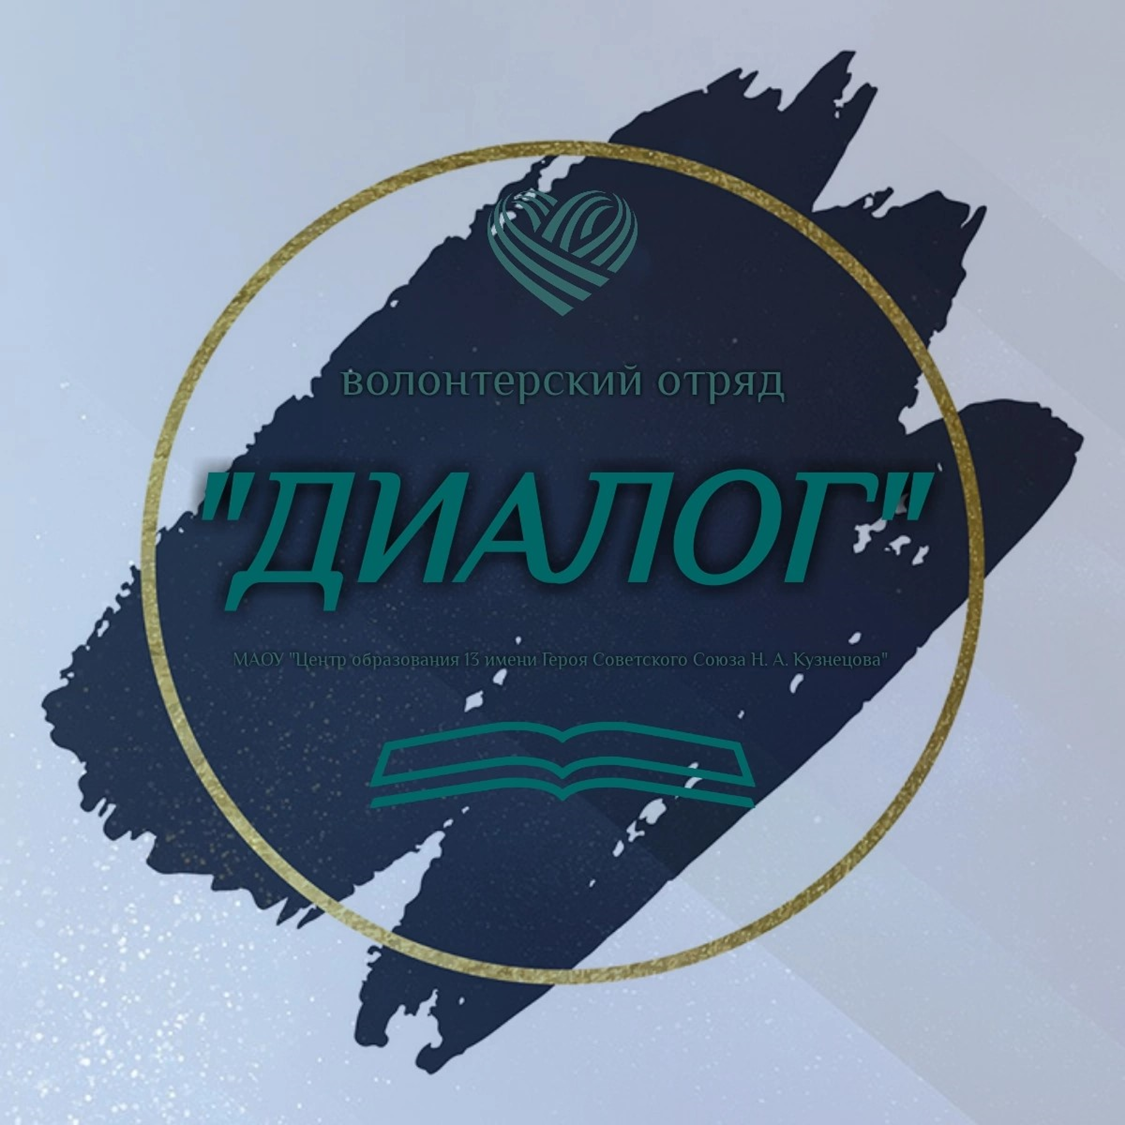 волонтерский отряд
"ДИАЛОГ"
МАОУ "Центр образования 13 имени Героя Советского Союза Н. А. Кузнецова"